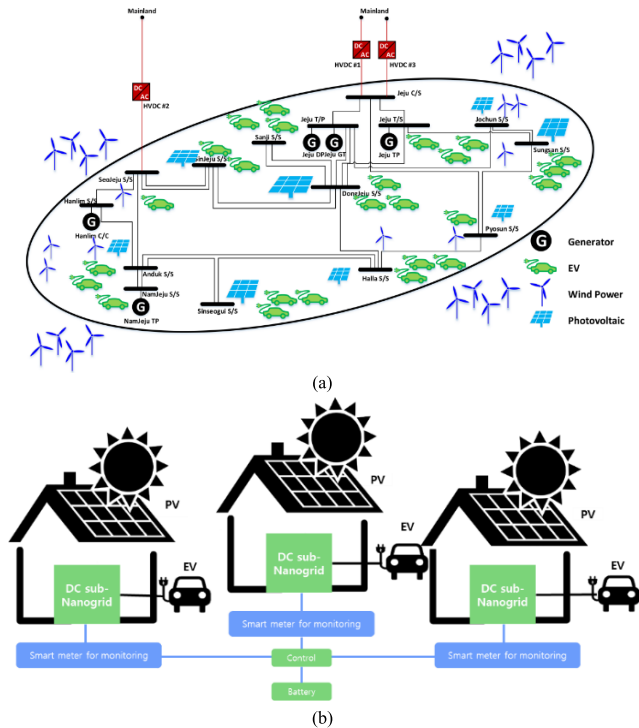 Mainland
Mainland
DC
AC
HVDC #1
DC
AC
HVDC #3
DC
AC
HVDC #2
Jeju C/S
Jeju T/P
Jeju T/S
Jochun S/S
Sanji S/S
G
G
G
Jeju DP
Jeju GT
Jeju TP
Sungsan S/S
SinJeju S/S
SeoJeju S/S
DongJeju S/S
Hanlim S/S
G
Hanlim C/C
Pyosun S/S
G
Generator
EV
Anduk S/S
Halla S/S
NamJeju S/S
Sinseogui S/S
Wind Power
G
NamJeju TP
Photovoltaic
(a)
PV
PV
PV
EV
EV
EV
DC sub-
Nanogrid
DC sub-
Nanogrid
DC sub-
Nanogrid
Smart meter for monitoring
Smart meter for monitoring
Smart meter for monitoring
Control
Battery
(b)